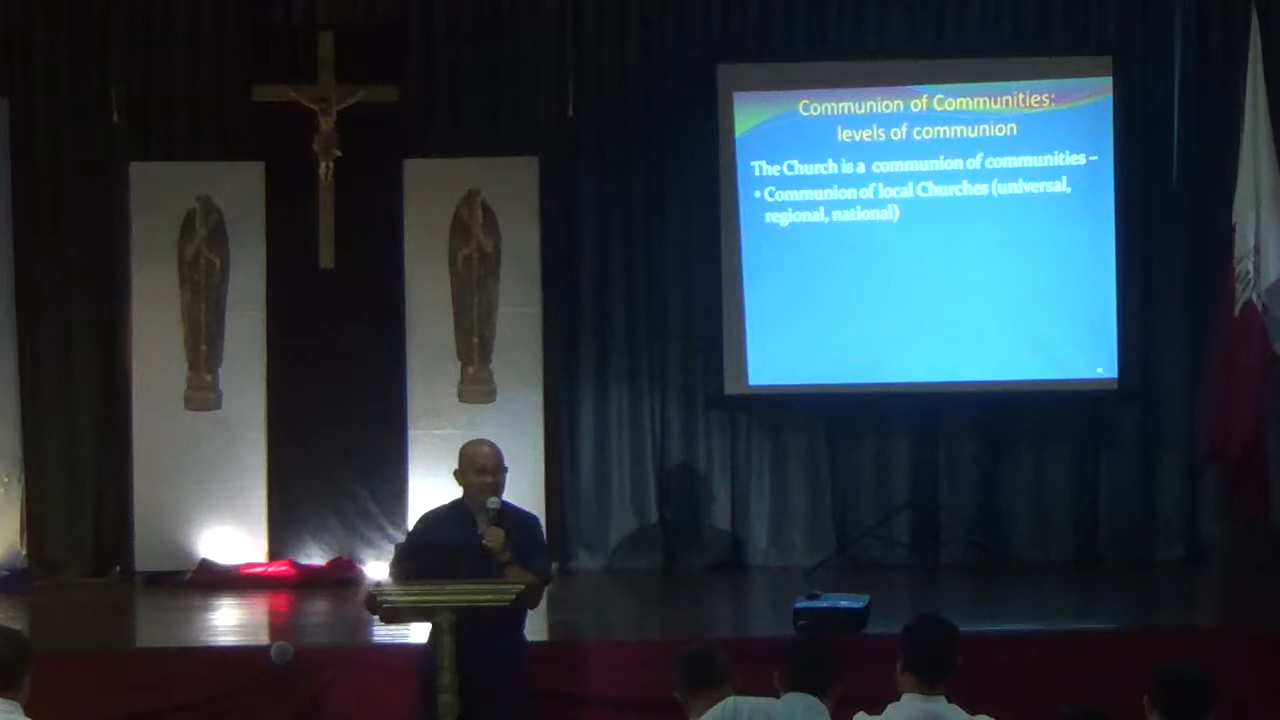 Communion of Communities:
levels of communion
The Church is a communion of communities –
• Communion of local Churches (universal,
regional, national)